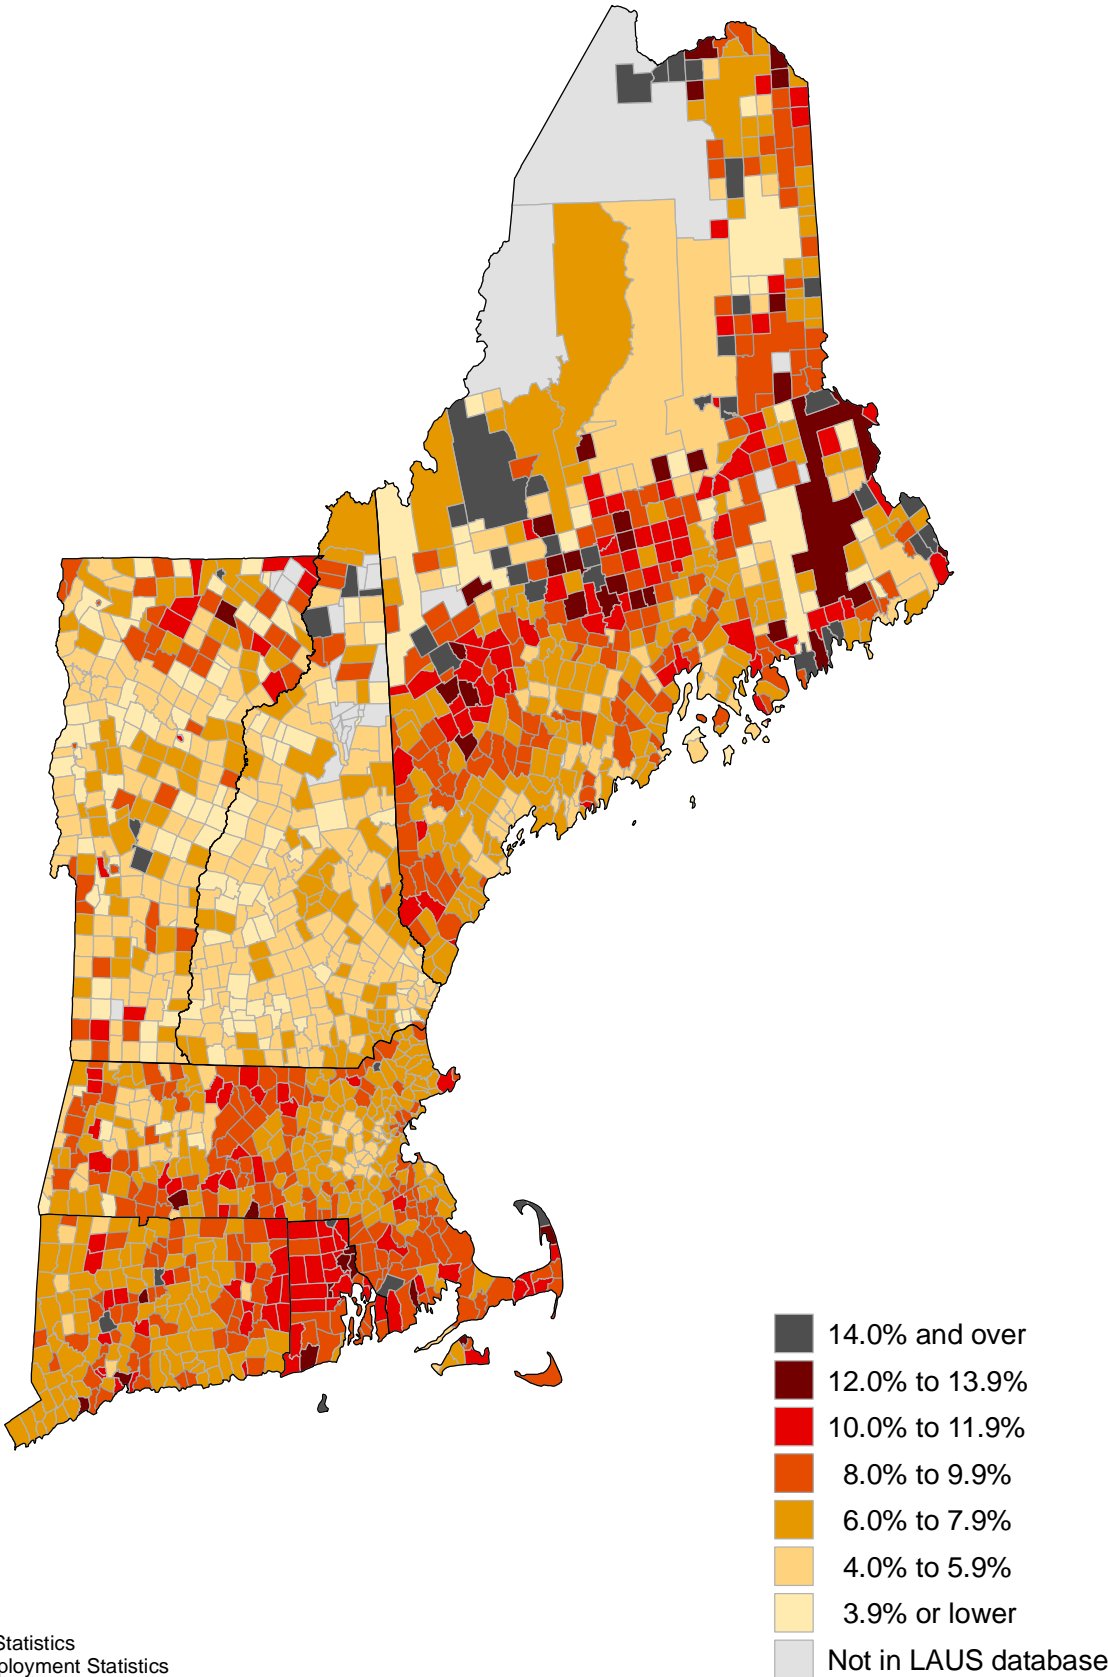 14.0% and over
12.0% to 13.9%
10.0% to 11.9%
8.0% to 9.9%
6.0% to 7.9%
4.0% to 5.9%
3.9% or lower
Not in LAUS database
Statistics
ployment Statistics